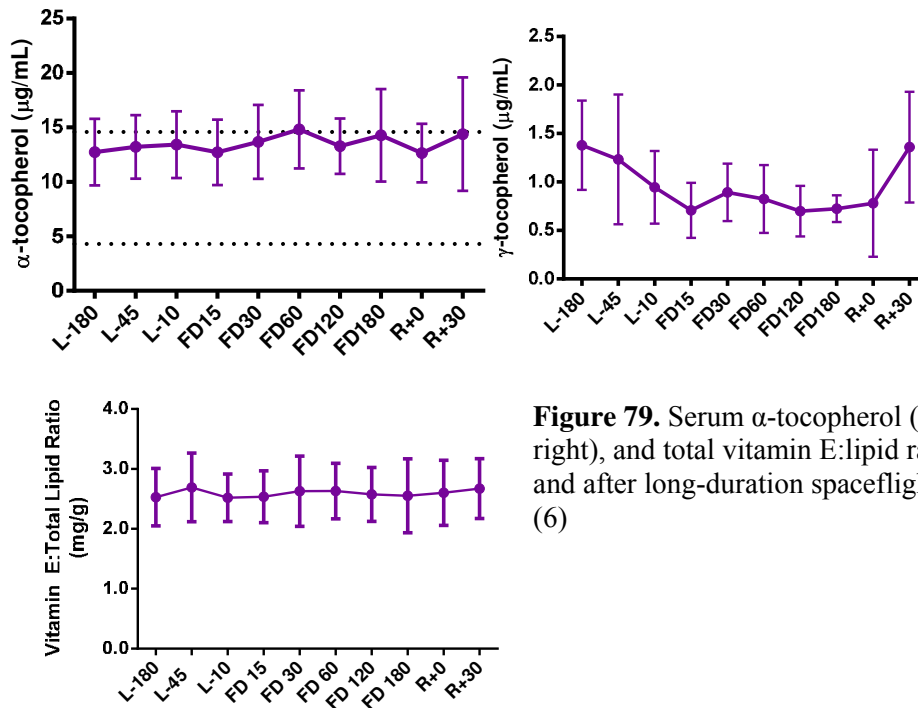 α-tocopherol (μg/mL)
25
20
15
10
5
0
L-180
L-45
L-10
FD15
FD30
FD60
FD120
FD180
R+0
R+30
γ-tocopherol (μg/mL)
2.5
2.0
1.5
1.0
0.5
0.0
L-180
L-45
L-10
FD15
FD30
FD60
FD120
FD180
R+0
R+30
Vitamin E:Total Lipid Ratio
(mg/g)
4.0
3.0
2.0
1.0
0.0
L-180
L-45
L-10
FD 15
FD 30
FD 60
FD 120
FD 180
R+0
R+30
Figure 79. Serum α-tocopherol (
right), and total vitamin E:lipid ra
and after long-duration spacefligh
(6)